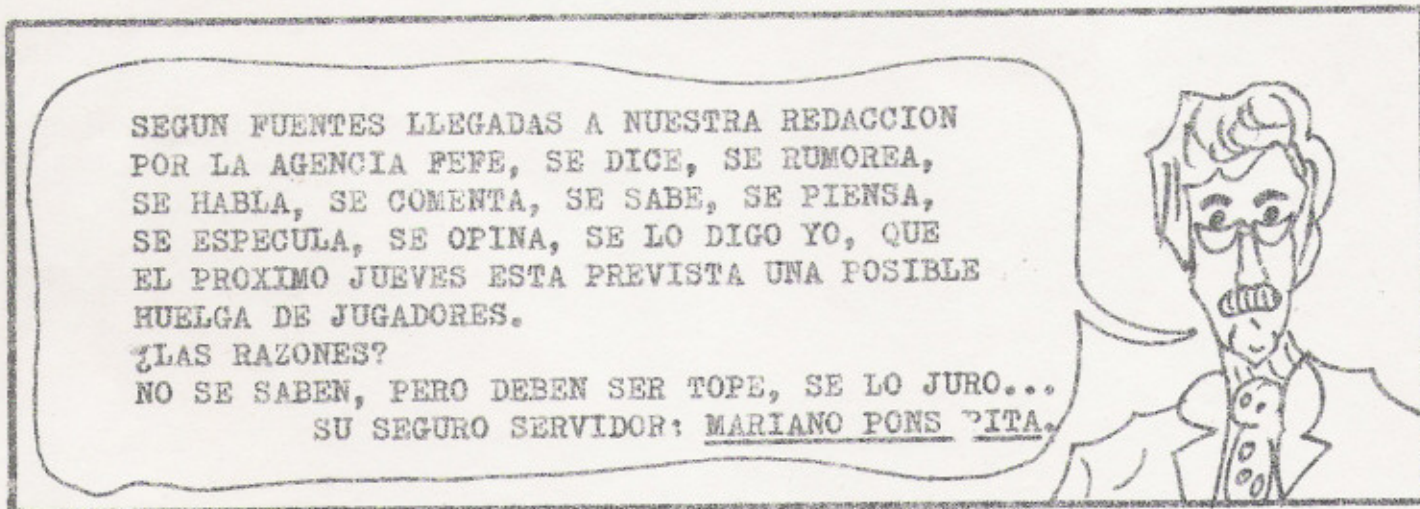 SEGUN FUENTES LLEGADAS A NUESTRA REDACCION
POR LA AGENCIA FEFE, SE DICE, SE RUMOREA,
SE HABLA, SE COMENTA, SE SABE, SE PIENSA,
SE ESPECULA, SE OPINA, SE LO DIGO YO, QUE
EL PROXIMO JUEVES ESTA PREVISTA UNA POSIBLE
HUELGA DE JUGADORES.
¿LAS RAZONES?
NO SE SABEN, PERO DEBEN SER TOPE, SE LO JURO...
SU SEGURO SERVIDOR: MARIANO PONS PITA.